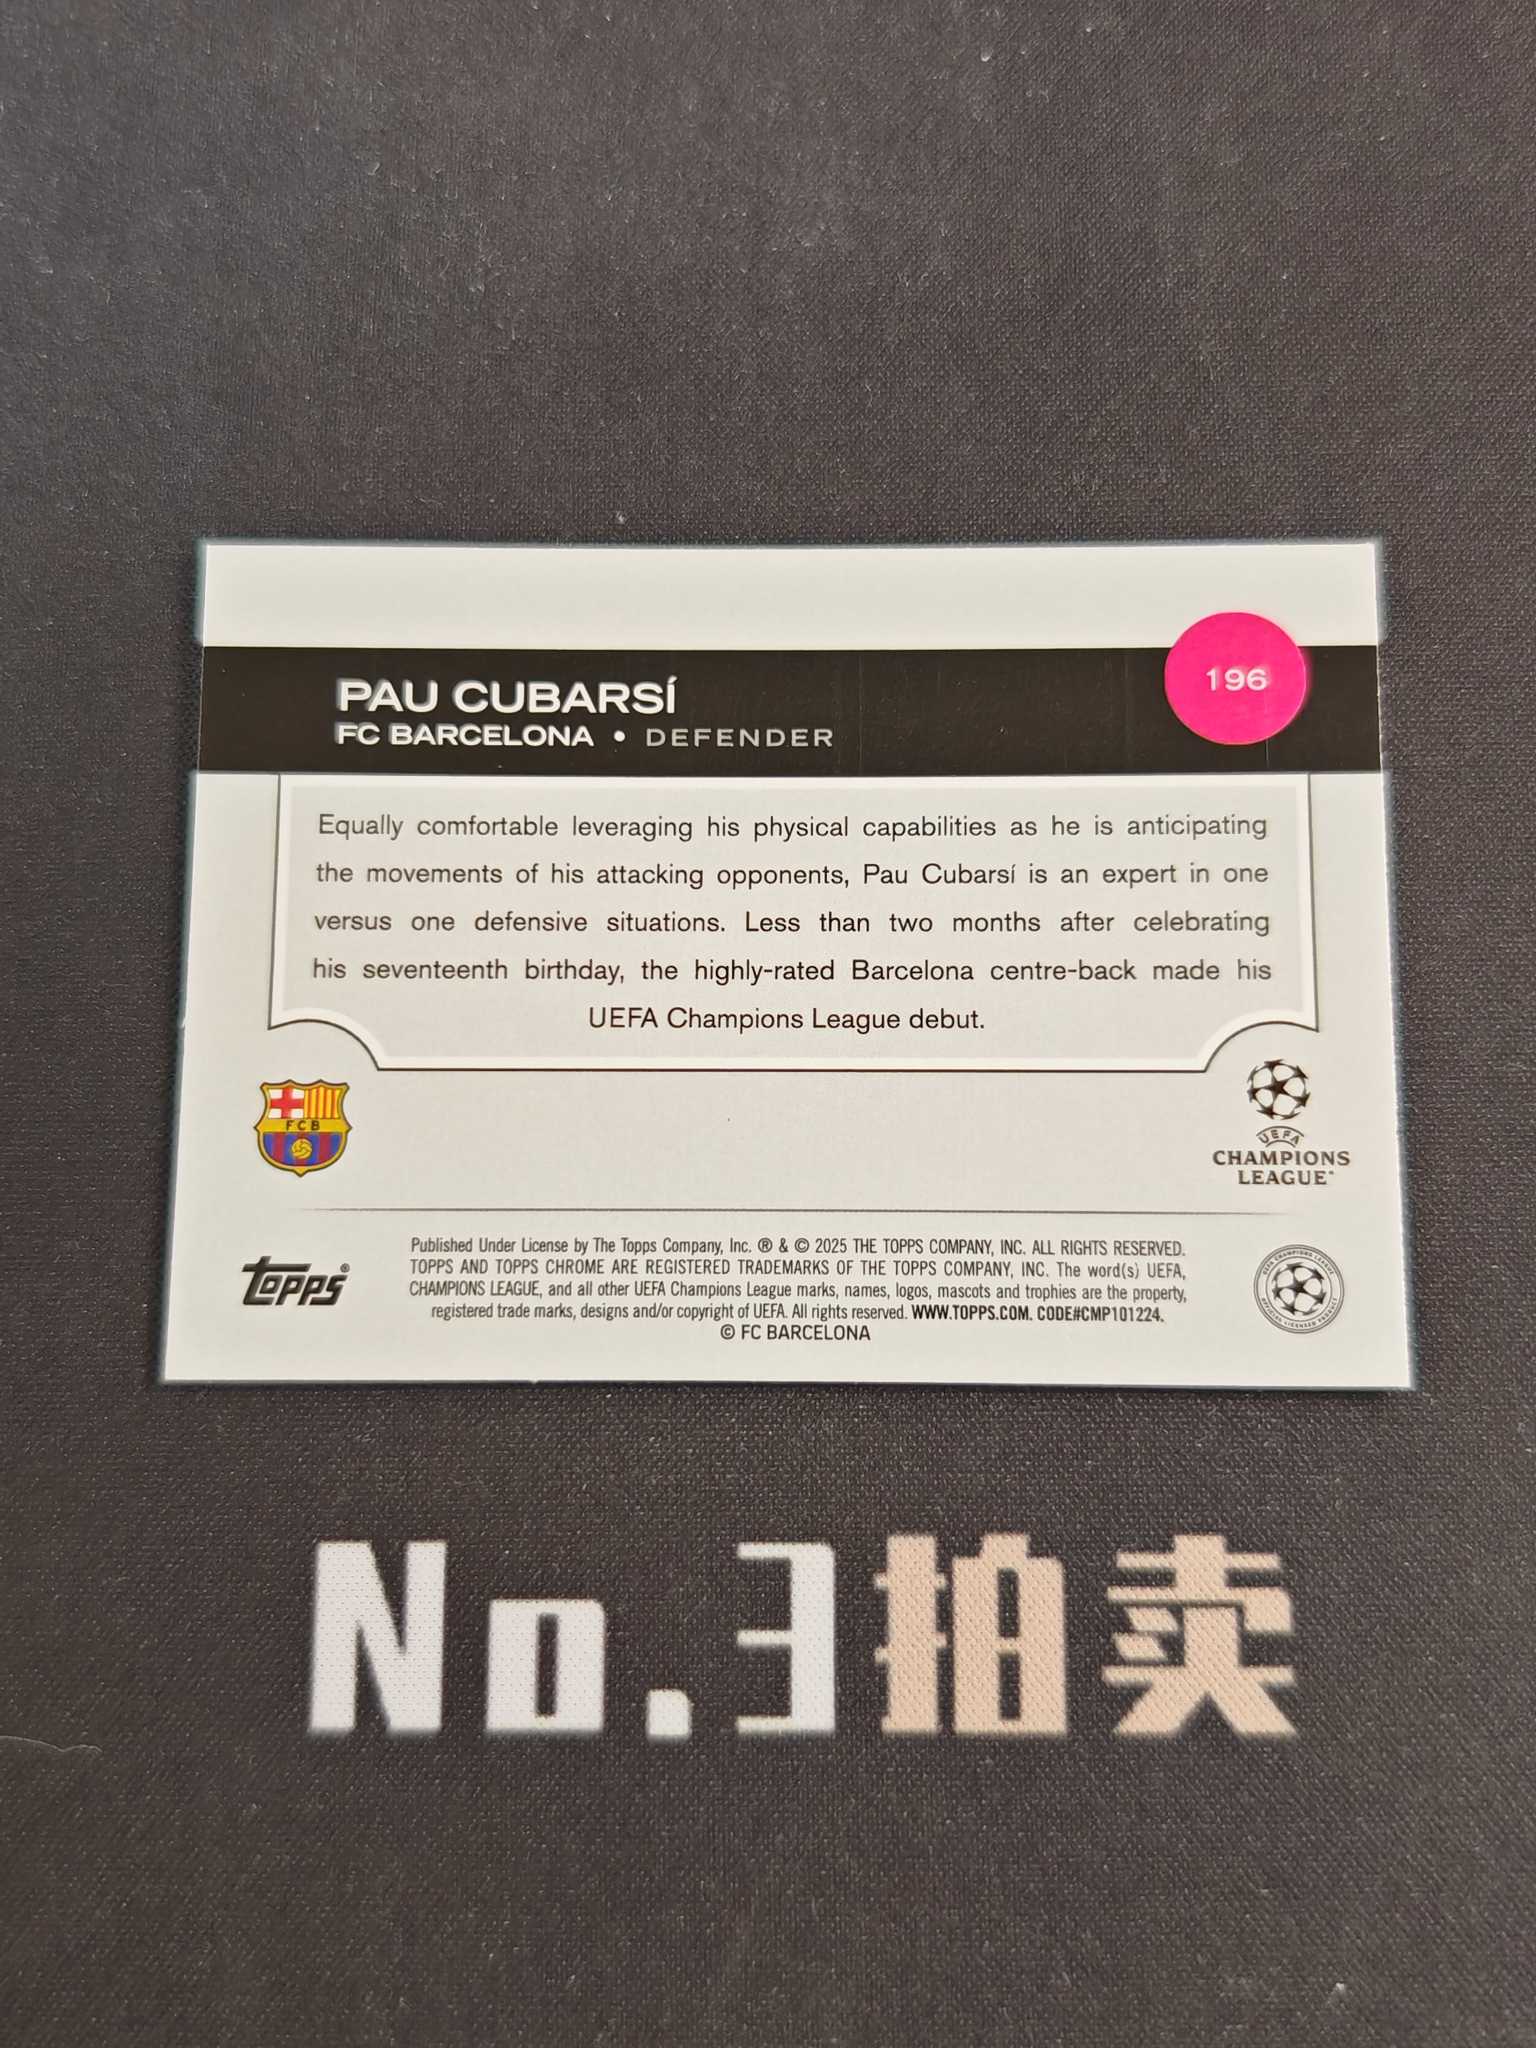 PAU CUBARSÍ
FC BARCELONA • DEFENDER
196
Equally comfortable leveraging his physical capabilities as he is anticipating
the movements of his attacking opponents, Pau Cubarsí is an expert in one
versus one defensive situations. Less than two months after celebrating
his seventeenth birthday, the highly-rated Barcelona centre-back made his
UEFA Champions League debut.
FCB
UEFA
CHAMPIONS
LEAGUE
topps®
Published Under License by The Topps Company, Inc. ® & © 2025 THE TOPPS COMPANY, INC. ALL RIGHTS RESERVED.
TOPPS AND TOPPS CHROME ARE REGISTERED TRADEMARKS OF THE TOPPS COMPANY, INC. The word(s) UEFA,
CHAMPIONS LEAGUE, and all other UEFA Champions League marks, names, logos, mascots and trophies are the property,
registered trade marks, designs and/or copyright of UEFA. All rights reserved. WWW.TOPPS.COM. CODE#CMP101224.
© FC BARCELONA
UEFA CHAMPIONS LEAGUE
OFFICIAL LICENSED PRODUCT
No.3拍卖